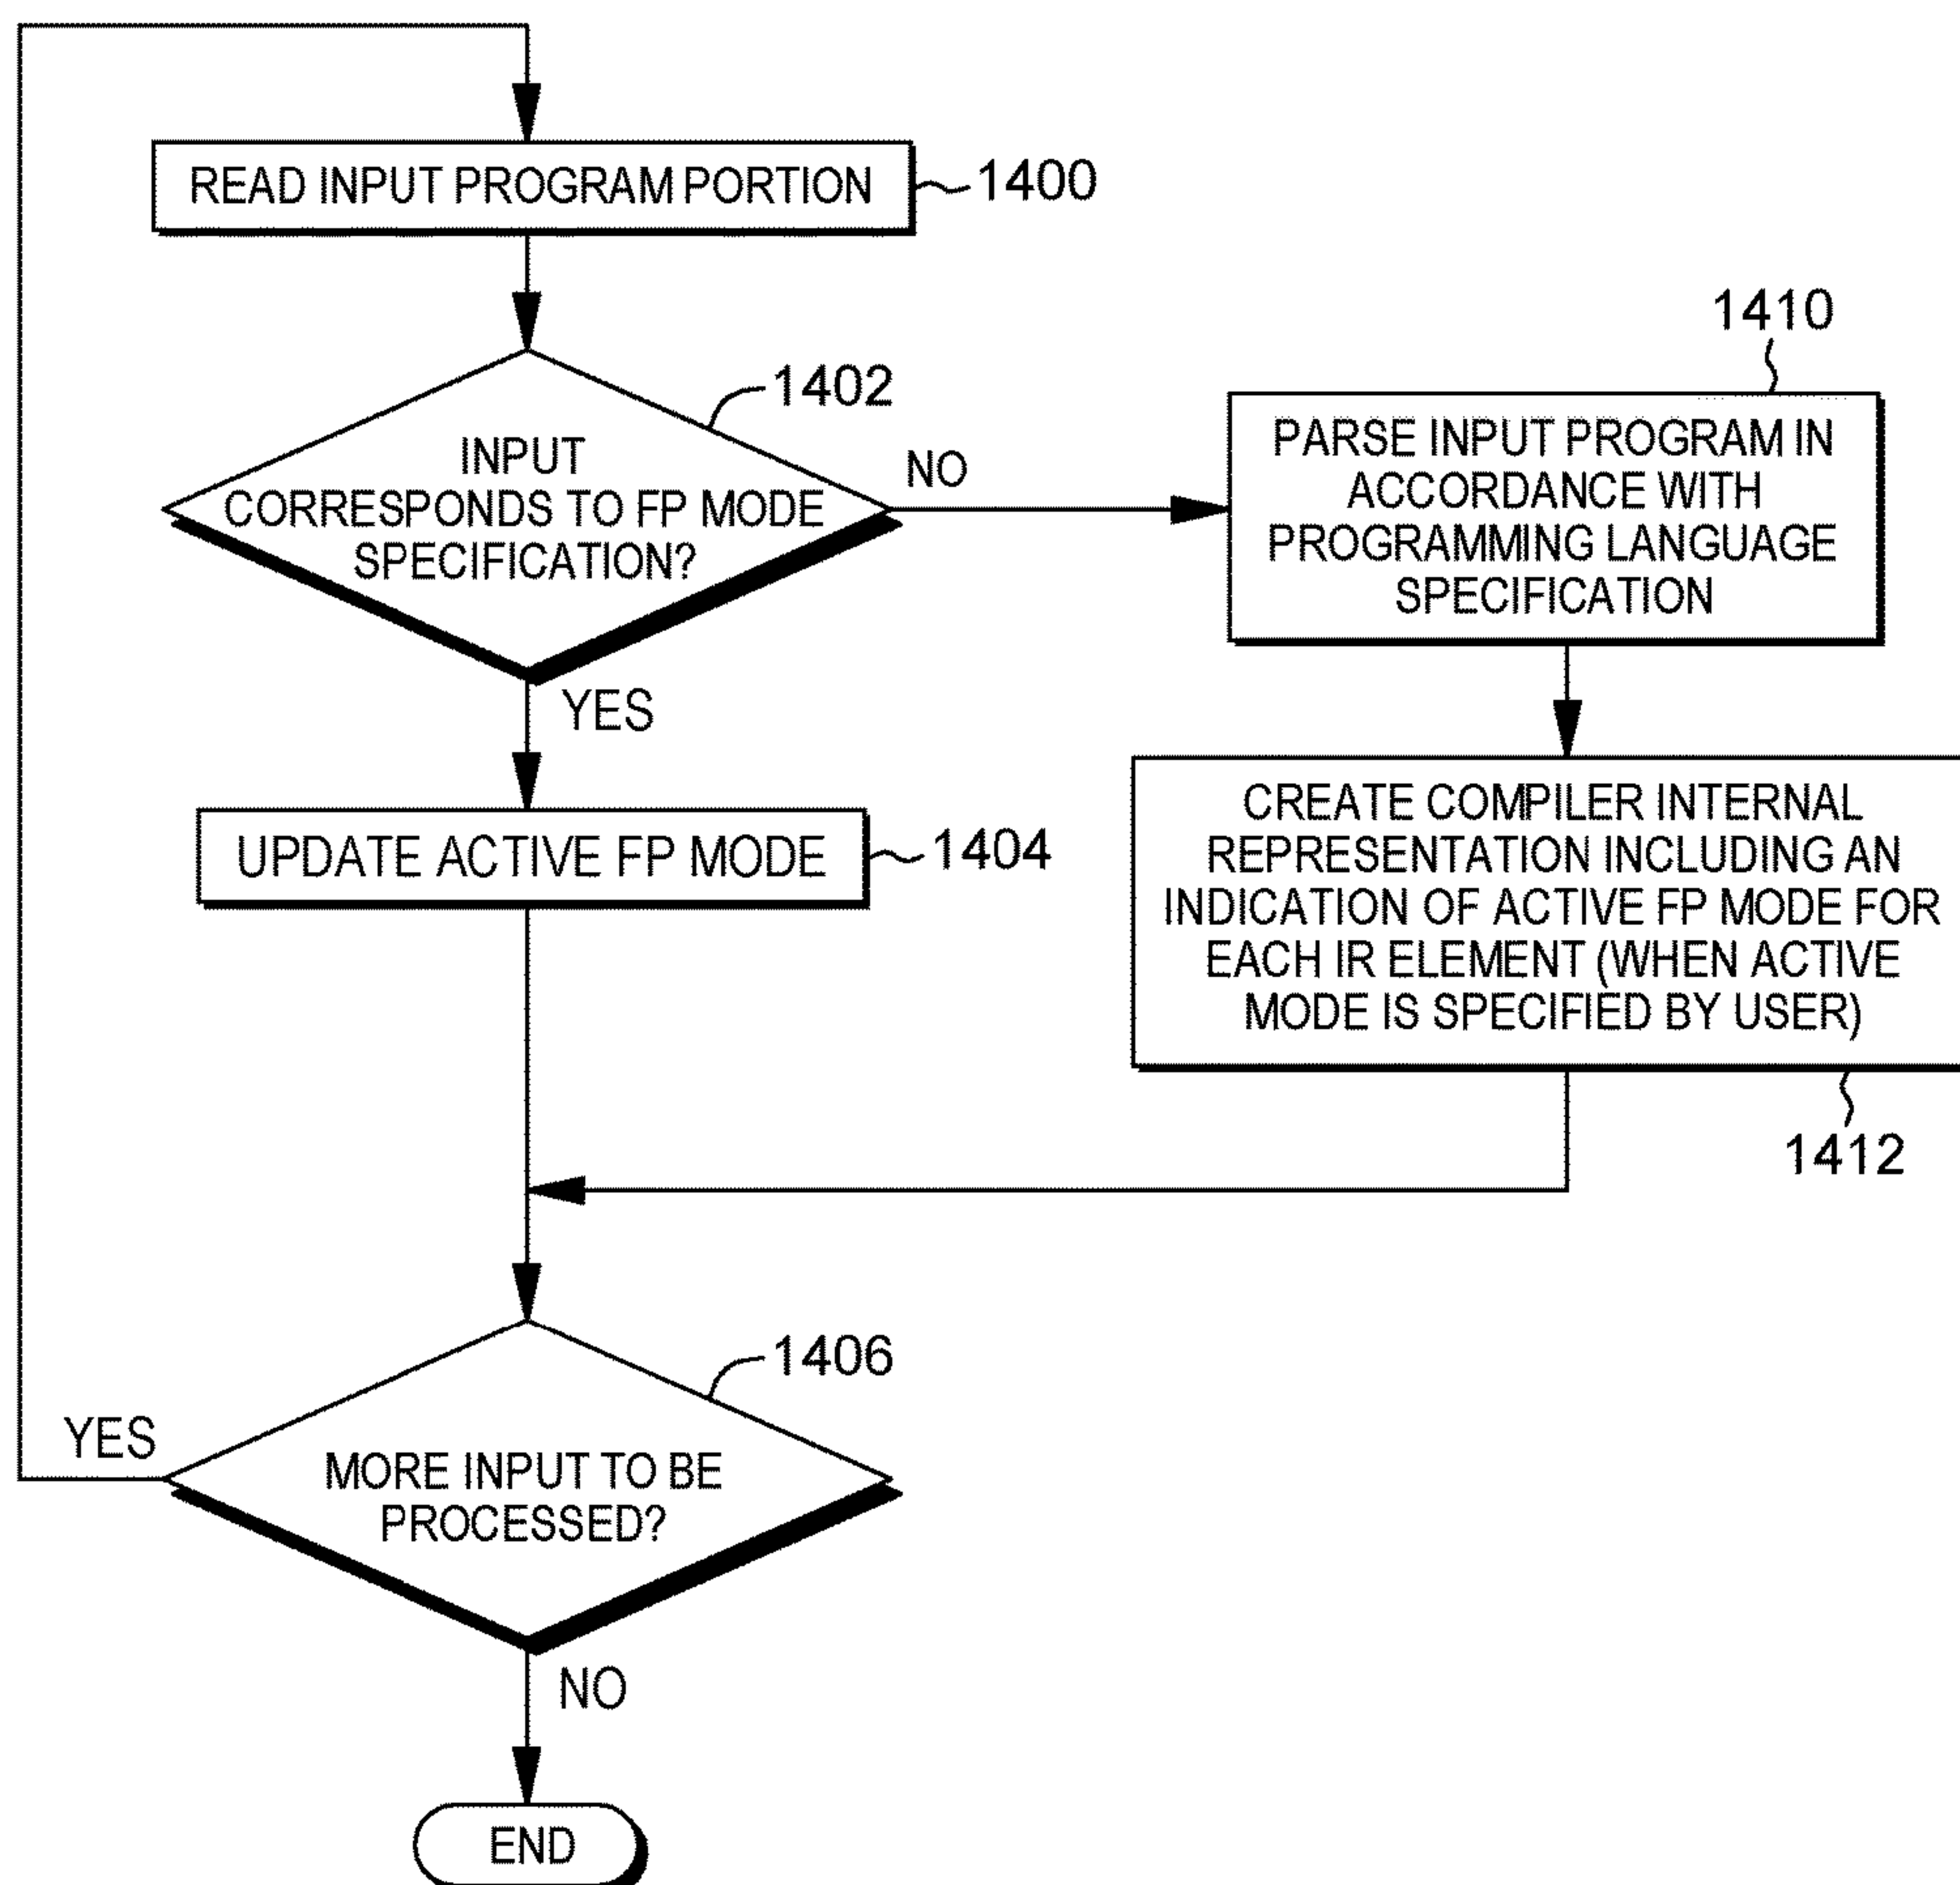 READ INPUT PROGRAM PORTION
1400
1402
INPUT
CORRESPONDS TO FP MODE
SPECIFICATION?
NO
YES
1410
PARSE INPUT PROGRAM IN
ACCORDANCE WITH
PROGRAMMING LANGUAGE
SPECIFICATION
UPDATE ACTIVE FP MODE
1404
CREATE COMPILER INTERNAL
REPRESENTATION INCLUDING AN
INDICATION OF ACTIVE FP MODE FOR
EACH IR ELEMENT (WHEN ACTIVE
MODE IS SPECIFIED BY USER)
1412
1406
YES
MORE INPUT TO BE
PROCESSED?
NO
END